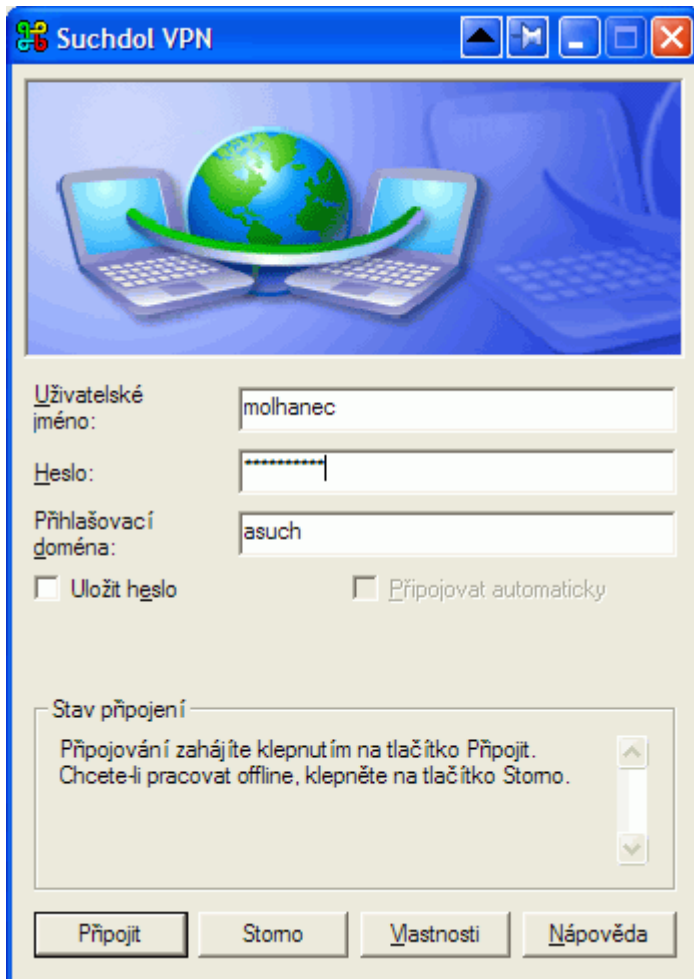 Suchdol VPN
Uživatelské
jméno:
molhanec
Heslo:
**********
Přihlašovací
doména:
asuch
Uložit heslo
Připojovat automaticky
Stav připojení
Připojování zahájíte klepnutím na tlačítko Připojit.
Chcete-li pracovat offline, klepněte na tlačítko Storno.
Připojit
Storno
Vlastnosti
Nápověda